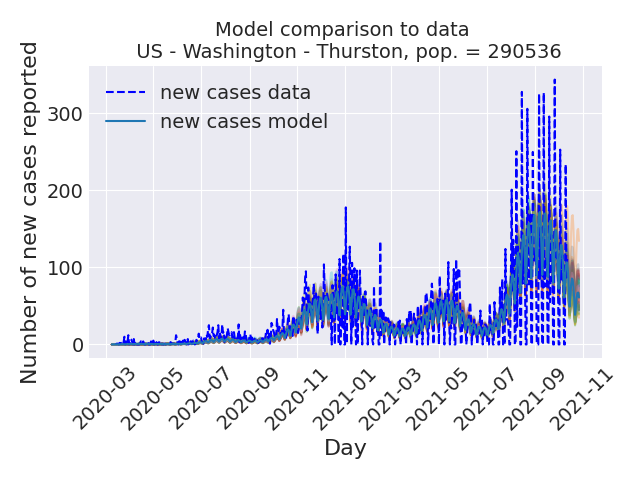 Model comparison to data
US - Washington - Thurston, pop. = 290536
Number of new cases reported
new cases data
new cases model
300
200
100
0
2020-03
2020-05
2020-07
2020-09
2020-11
2021-01
2021-03
2021-05
2021-07
2021-09
2021-11
Day